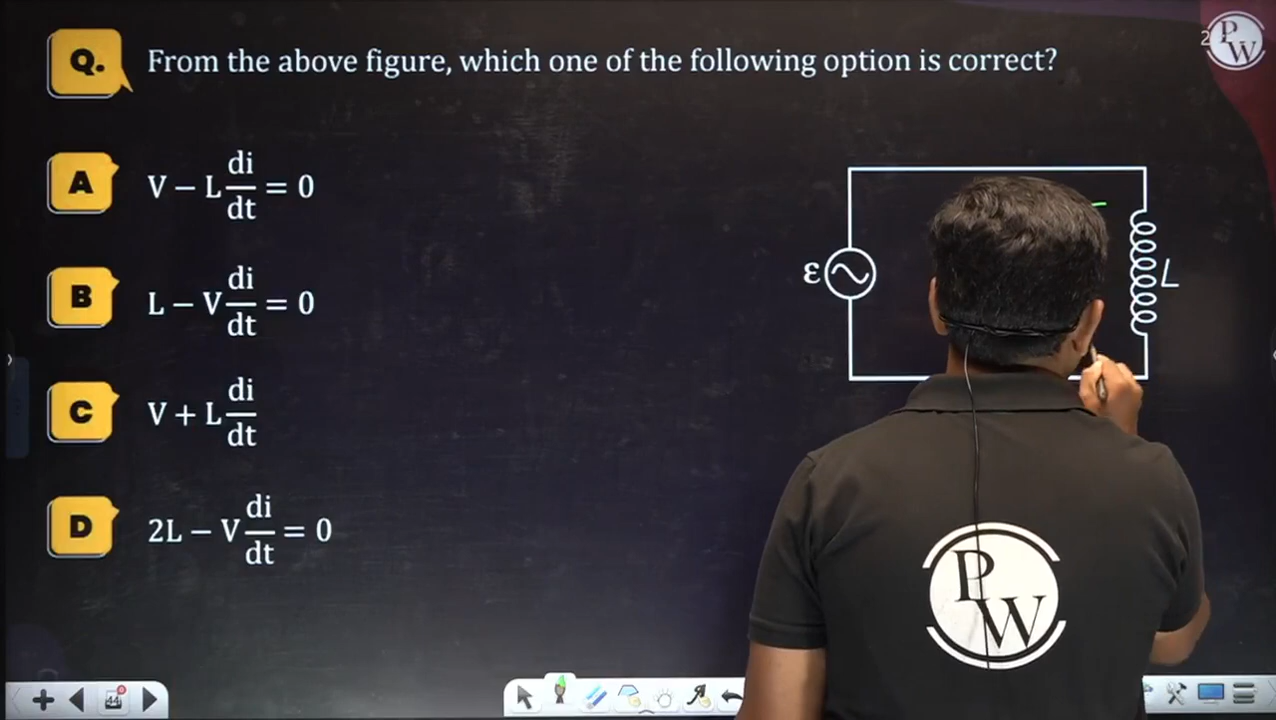 Q. From the above figure, which one of the following option is correct?
A V − L di/dt = 0
B L − V di/dt = 0
C V + L di/dt
D 2L − V di/dt = 0
ε
L
PW
PW
44